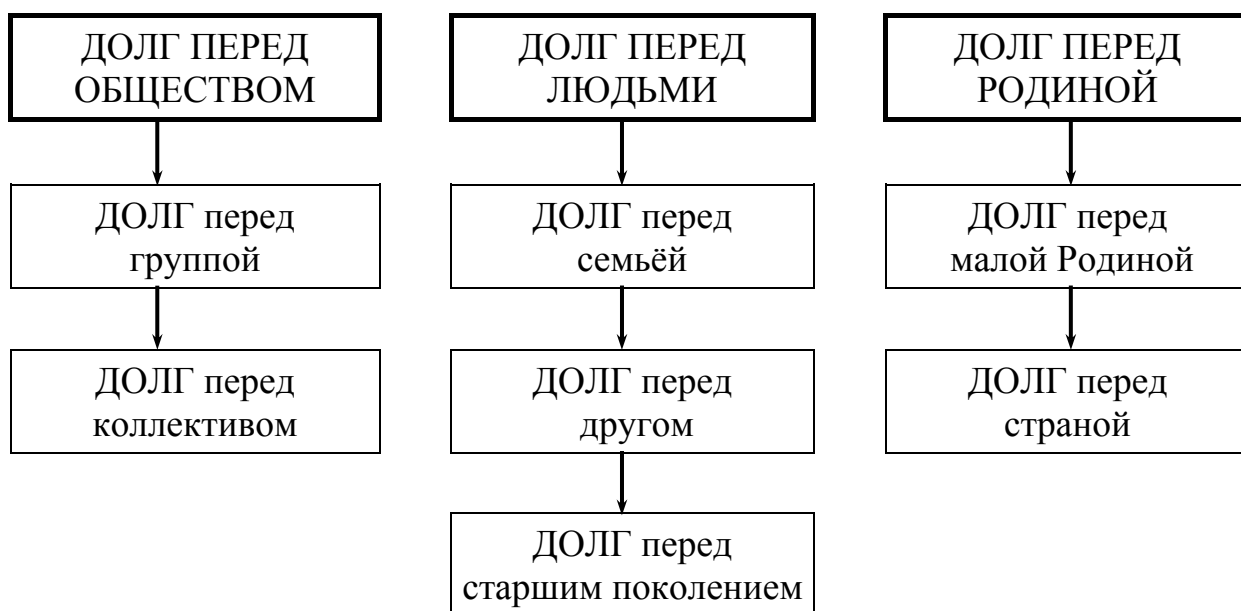 ДОЛГ ПЕРЕД
ОБЩЕСТВОМ
ДОЛГ ПЕРЕД
ЛЮДЬМИ
ДОЛГ ПЕРЕД
РОДИНОЙ
ДОЛГ перед
группой
ДОЛГ перед
семьёй
ДОЛГ перед
малой Родиной
ДОЛГ перед
коллективом
ДОЛГ перед
другом
ДОЛГ перед
страной
ДОЛГ перед
старшим поколением